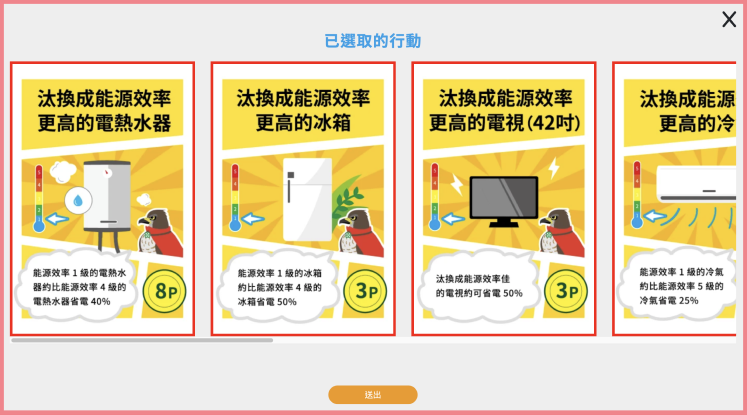 X
已選取的行動
汰換成能源效率
更高的電熱水器
能源效率 1 級的電熱水
器約比能源效率 4 級的
電熱水器省電 40%
8P
汰換成能源效率
更高的冰箱
能源效率 1 級的冰箱
約比能源效率 4 級的
冰箱省電 50%
3P
汰換成能源效率
更高的電視(42吋)
汰換成能源效率佳
的電視約可省電 50%
3P
汰換成能源
更高的冷
能源效率 1 級的冷氣
約比能源效率 5 級的
冷氣省電 25%
送出